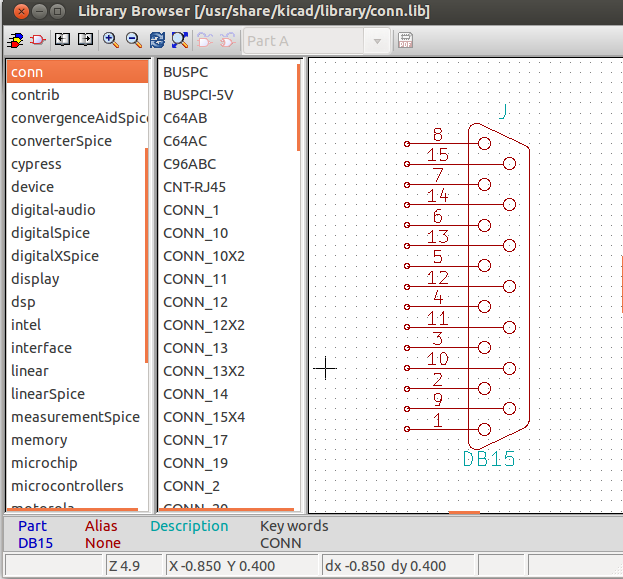 Library Browser [/usr/share/kicad/library/conn.lib]
Part A
PDF
conn
contrib
convergenceAidSpice
converterSpice
cypress
device
digital-audio
digitalSpice
digitalXSpice
display
dsp
intel
interface
linear
linearSpice
measurementSpice
memory
microchip
microcontrollers
motorola
BUSPC
BUSPCI-5V
C64AB
C64AC
C96ABC
CNT-RJ45
CONN_1
CONN_10
CONN_10X2
CONN_11
CONN_12
CONN_12X2
CONN_13
CONN_13X2
CONN_14
CONN_15X4
CONN_17
CONN_19
CONN_2
CONN_20
J
8
15
7
14
6
13
5
12
4
11
3
10
2
9
1
DB15
Part Alias Description Key words
DB15 None CONN
Z 4.9 X -0.850 Y 0.400 dx -0.850 dy 0.400